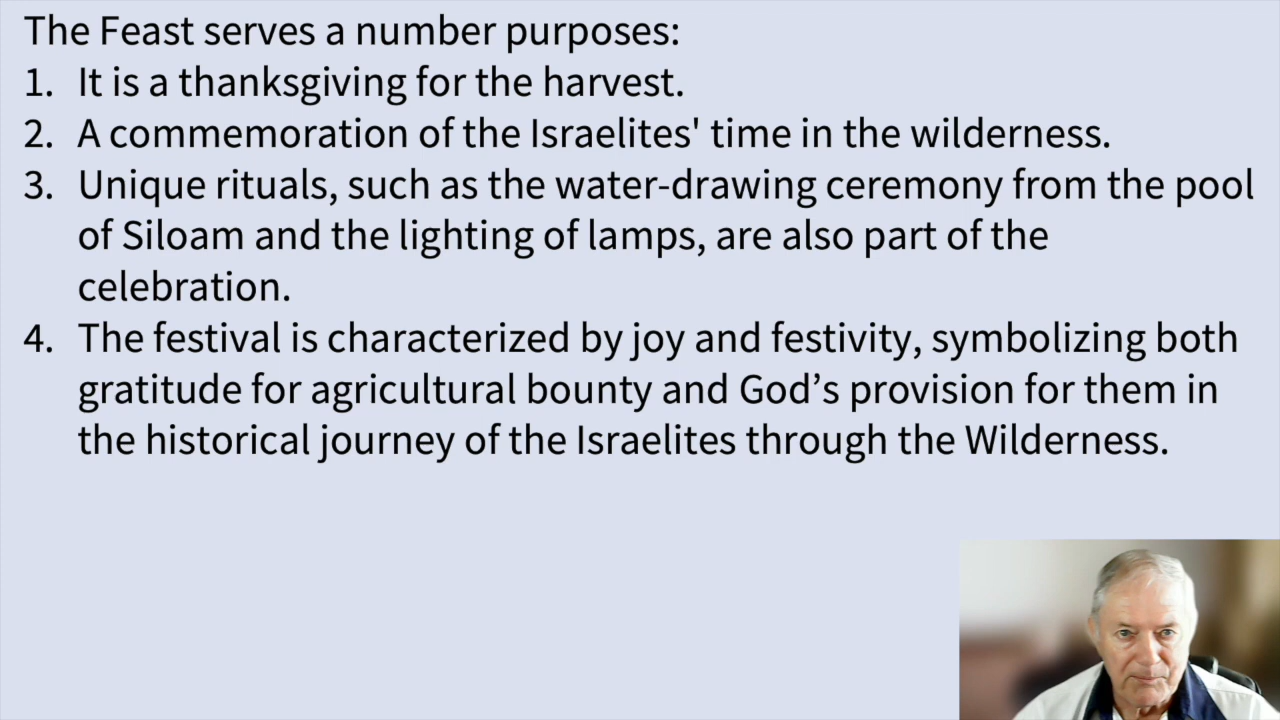 The Feast serves a number purposes:
1. It is a thanksgiving for the harvest.
2. A commemoration of the Israelites' time in the wilderness.
3. Unique rituals, such as the water-drawing ceremony from the pool
of Siloam and the lighting of lamps, are also part of the
celebration.
4. The festival is characterized by joy and festivity, symbolizing both
gratitude for agricultural bounty and God’s provision for them in
the historical journey of the Israelites through the Wilderness.